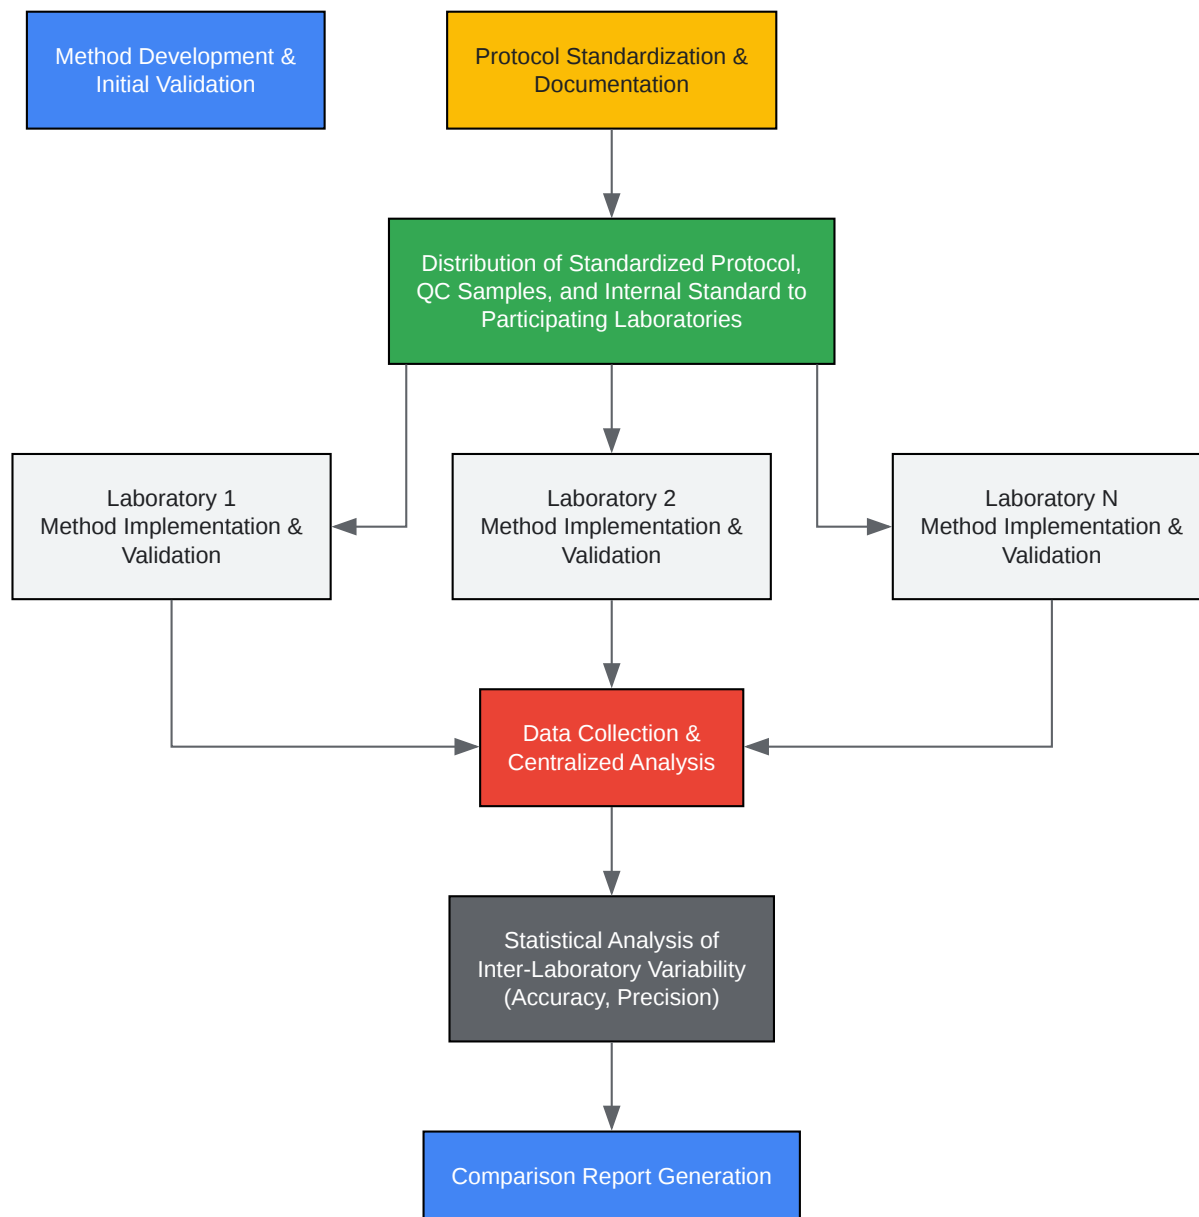 Method Development &
Initial Validation
Protocol Standardization &
Documentation
Distribution of Standardized Protocol,
QC Samples, and Internal Standard to
Participating Laboratories
Laboratory 1
Method Implementation &
Validation
Laboratory 2
Method Implementation &
Validation
Laboratory N
Method Implementation &
Validation
Data Collection &
Centralized Analysis
Statistical Analysis of
Inter-Laboratory Variability
(Accuracy, Precision)
Comparison Report Generation